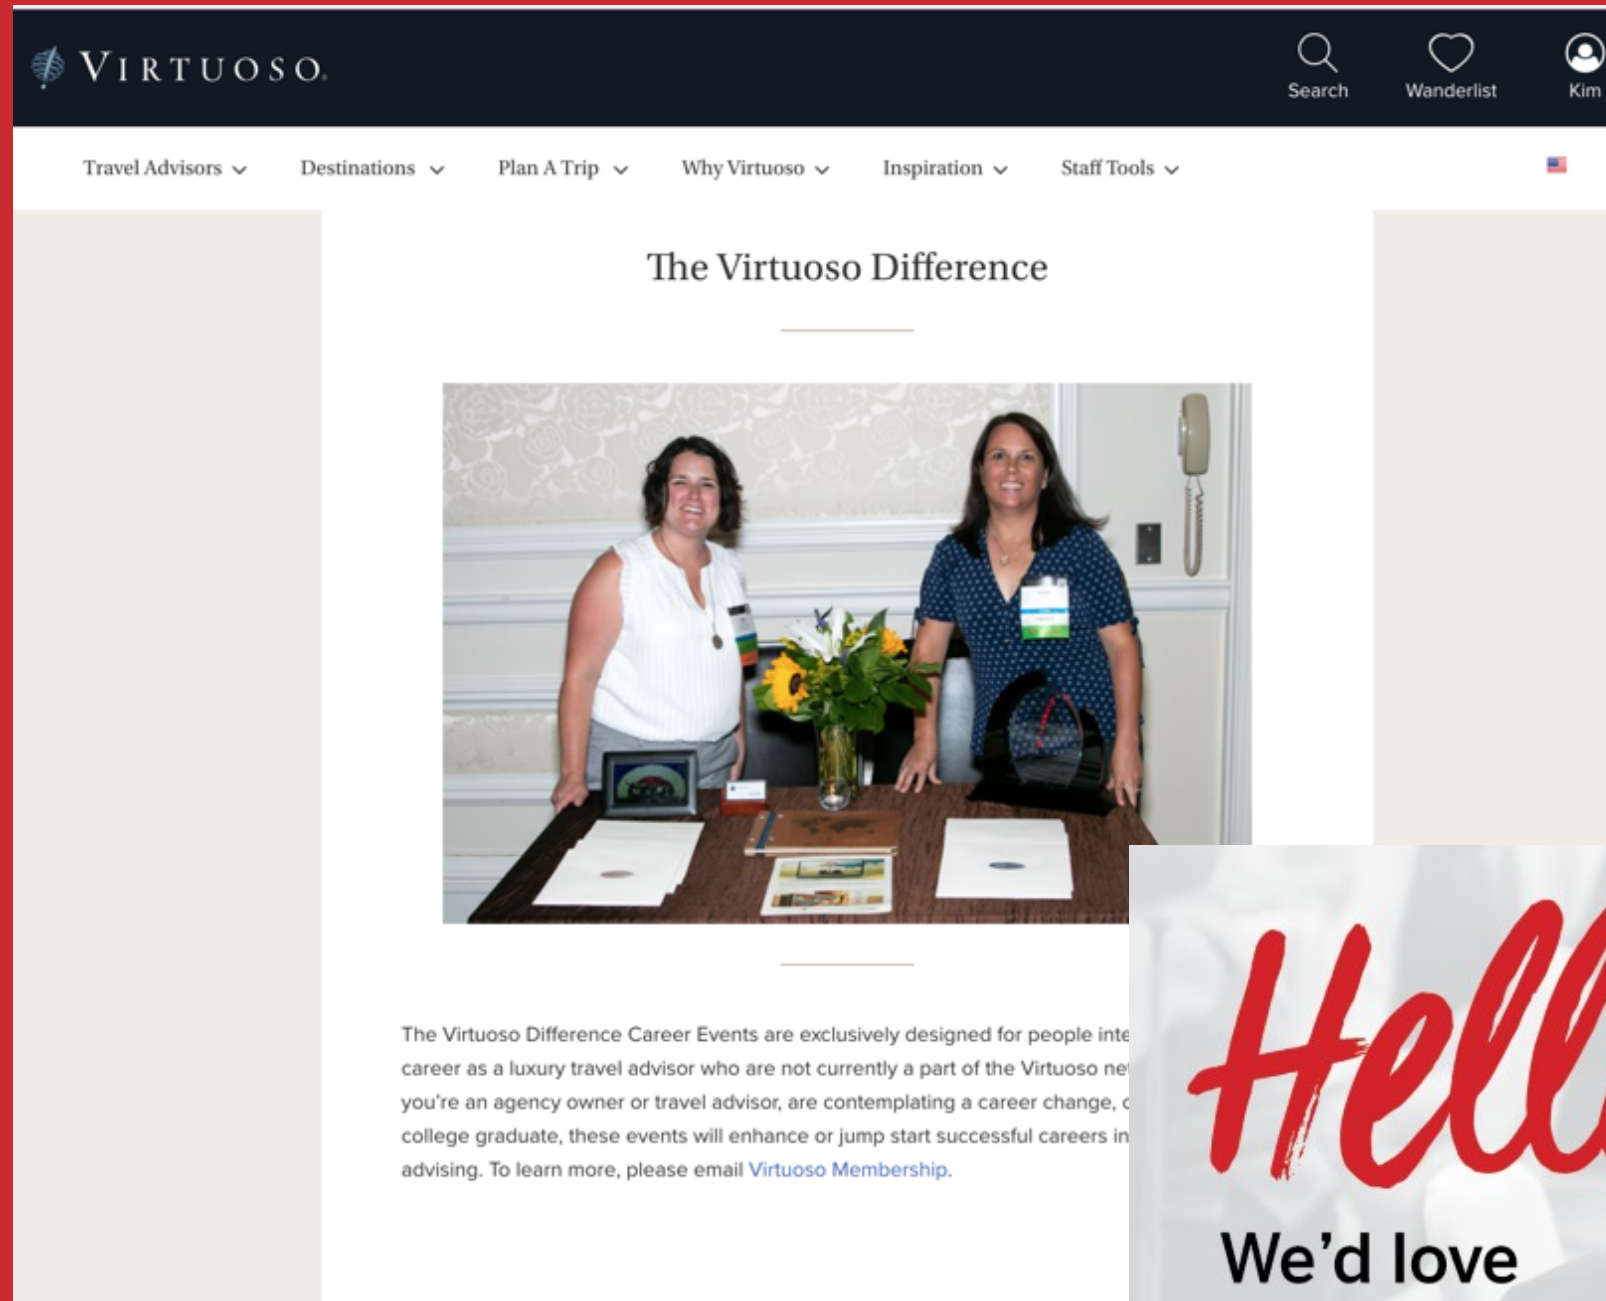 VIRTUOSO.
Search
Wanderlist
Kim
Travel Advisors
Destinations
Plan A Trip
Why Virtuoso
Inspiration
Staff Tools
The Virtuoso Difference
The Virtuoso Difference Career Events are exclusively designed for people inte
career as a luxury travel advisor who are not currently a part of the Virtuoso ne
you're an agency owner or travel advisor, are contemplating a career change, o
college graduate, these events will enhance or jump start successful careers in
advising. To learn more, please email Virtuoso Membership.
Hell
We'd love